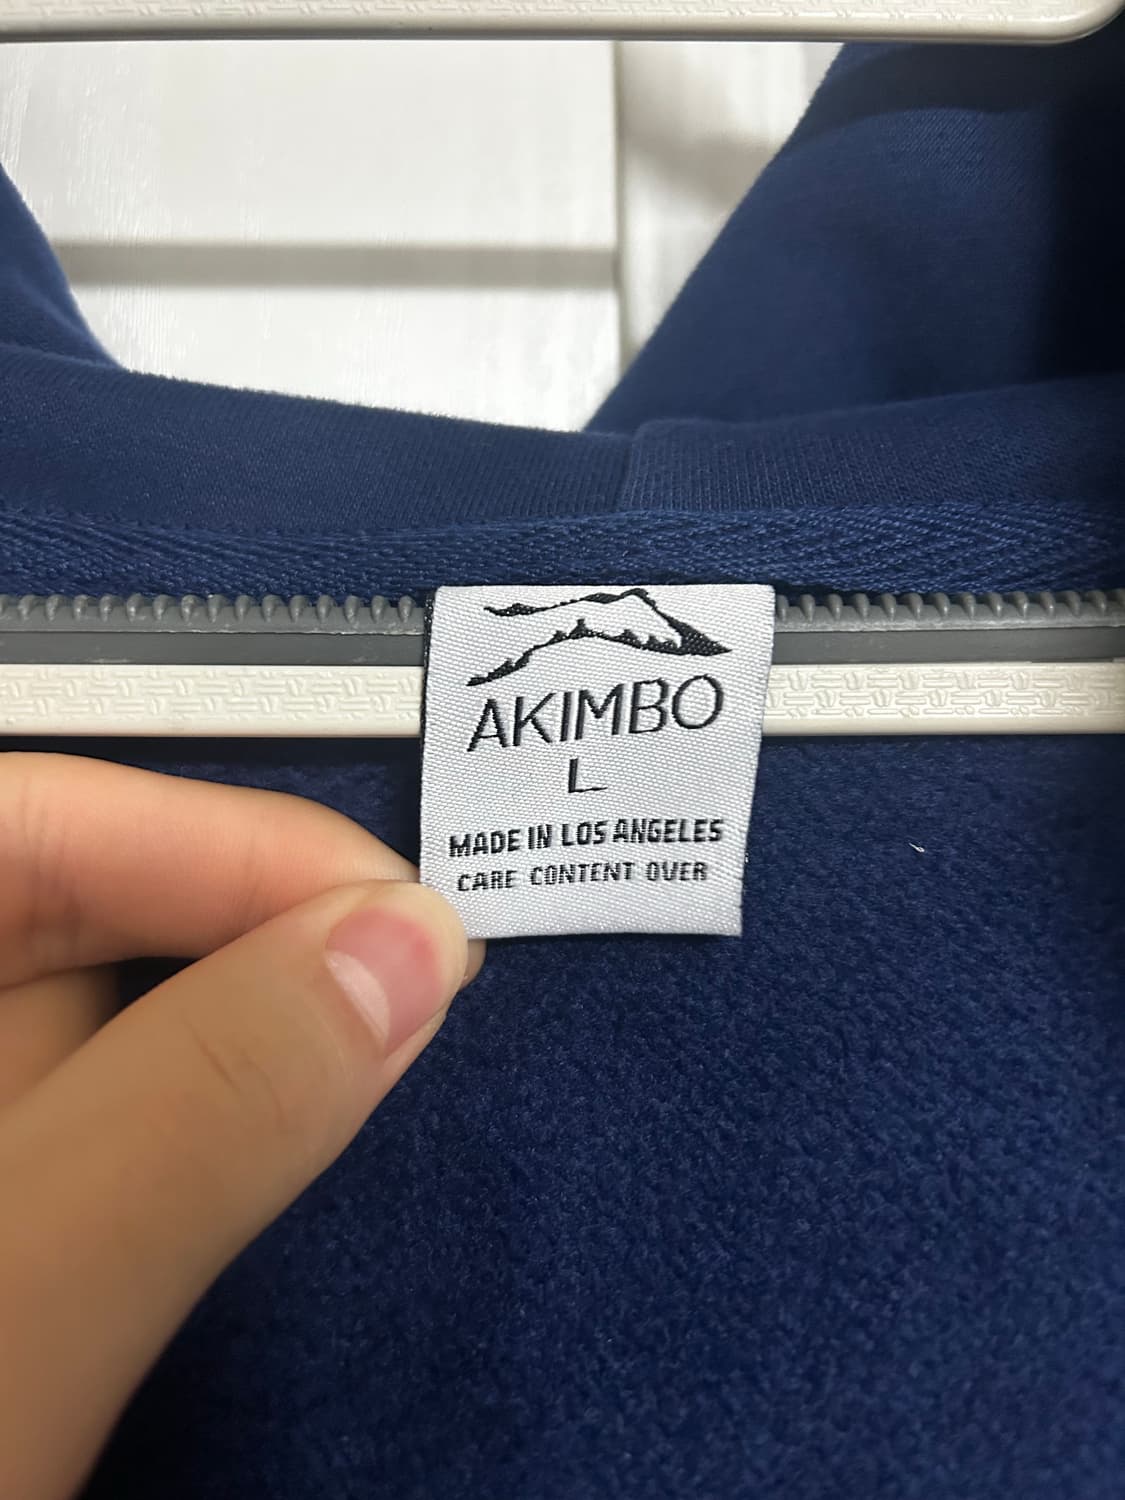 AKIMBO
L
MADE IN LOS ANGELES
CARE CONTENT OVER